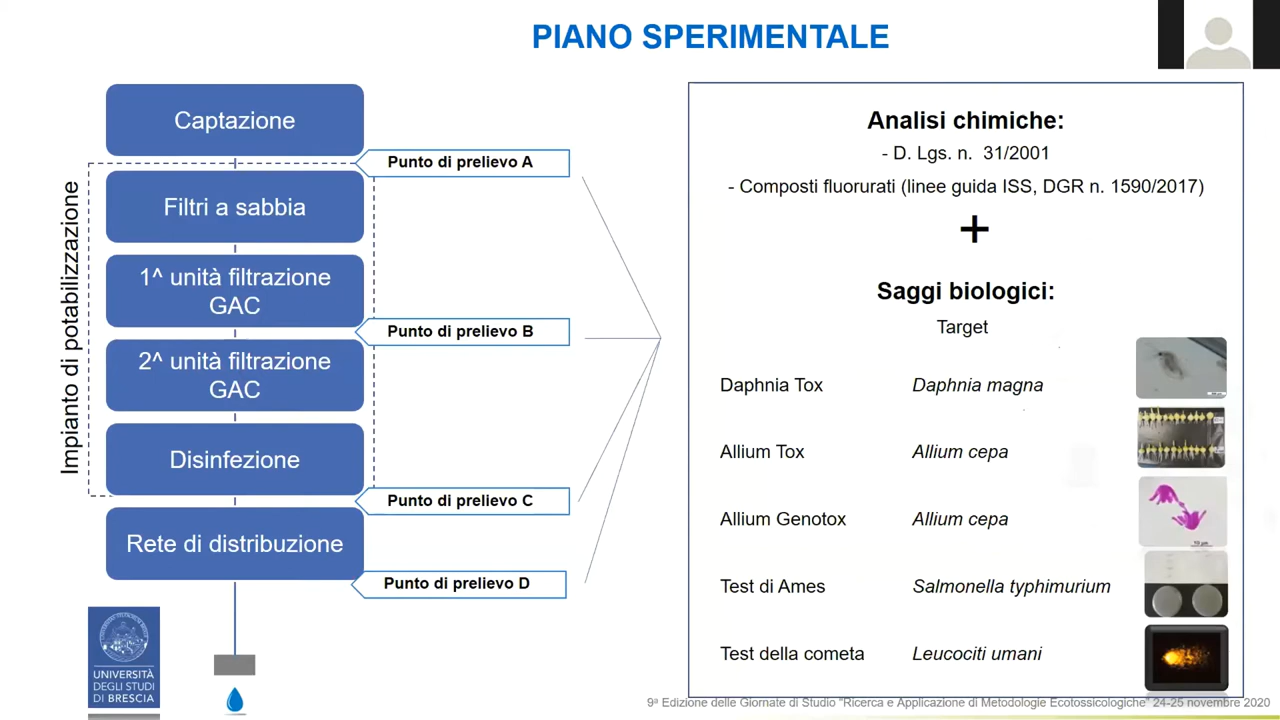 PIANO SPERIMENTALE
Captazione
Punto di prelievo A
Impianto di potabilizzazione
Filtri a sabbia
1^ unità filtrazione
GAC
Punto di prelievo B
2^ unità filtrazione
GAC
Disinfezione
Punto di prelievo C
Rete di distribuzione
Punto di prelievo D
UNIVERSITÀ
DEGLI STUDI
DI BRESCIA
Analisi chimiche:
- D. Lgs. n. 31/2001
- Composti fluorurati (linee guida ISS, DGR n. 1590/2017)
+
Saggi biologici:
Target
Daphnia Tox Daphnia magna
Allium Tox Allium cepa
Allium Genotox Allium cepa
Test di Ames Salmonella typhimurium
Test della cometa Leucociti umani
9ª Edizione delle Giornate di Studio "Ricerca e Applicazione di Metodologie Ecotossicologiche" 24-25 novembre 2020